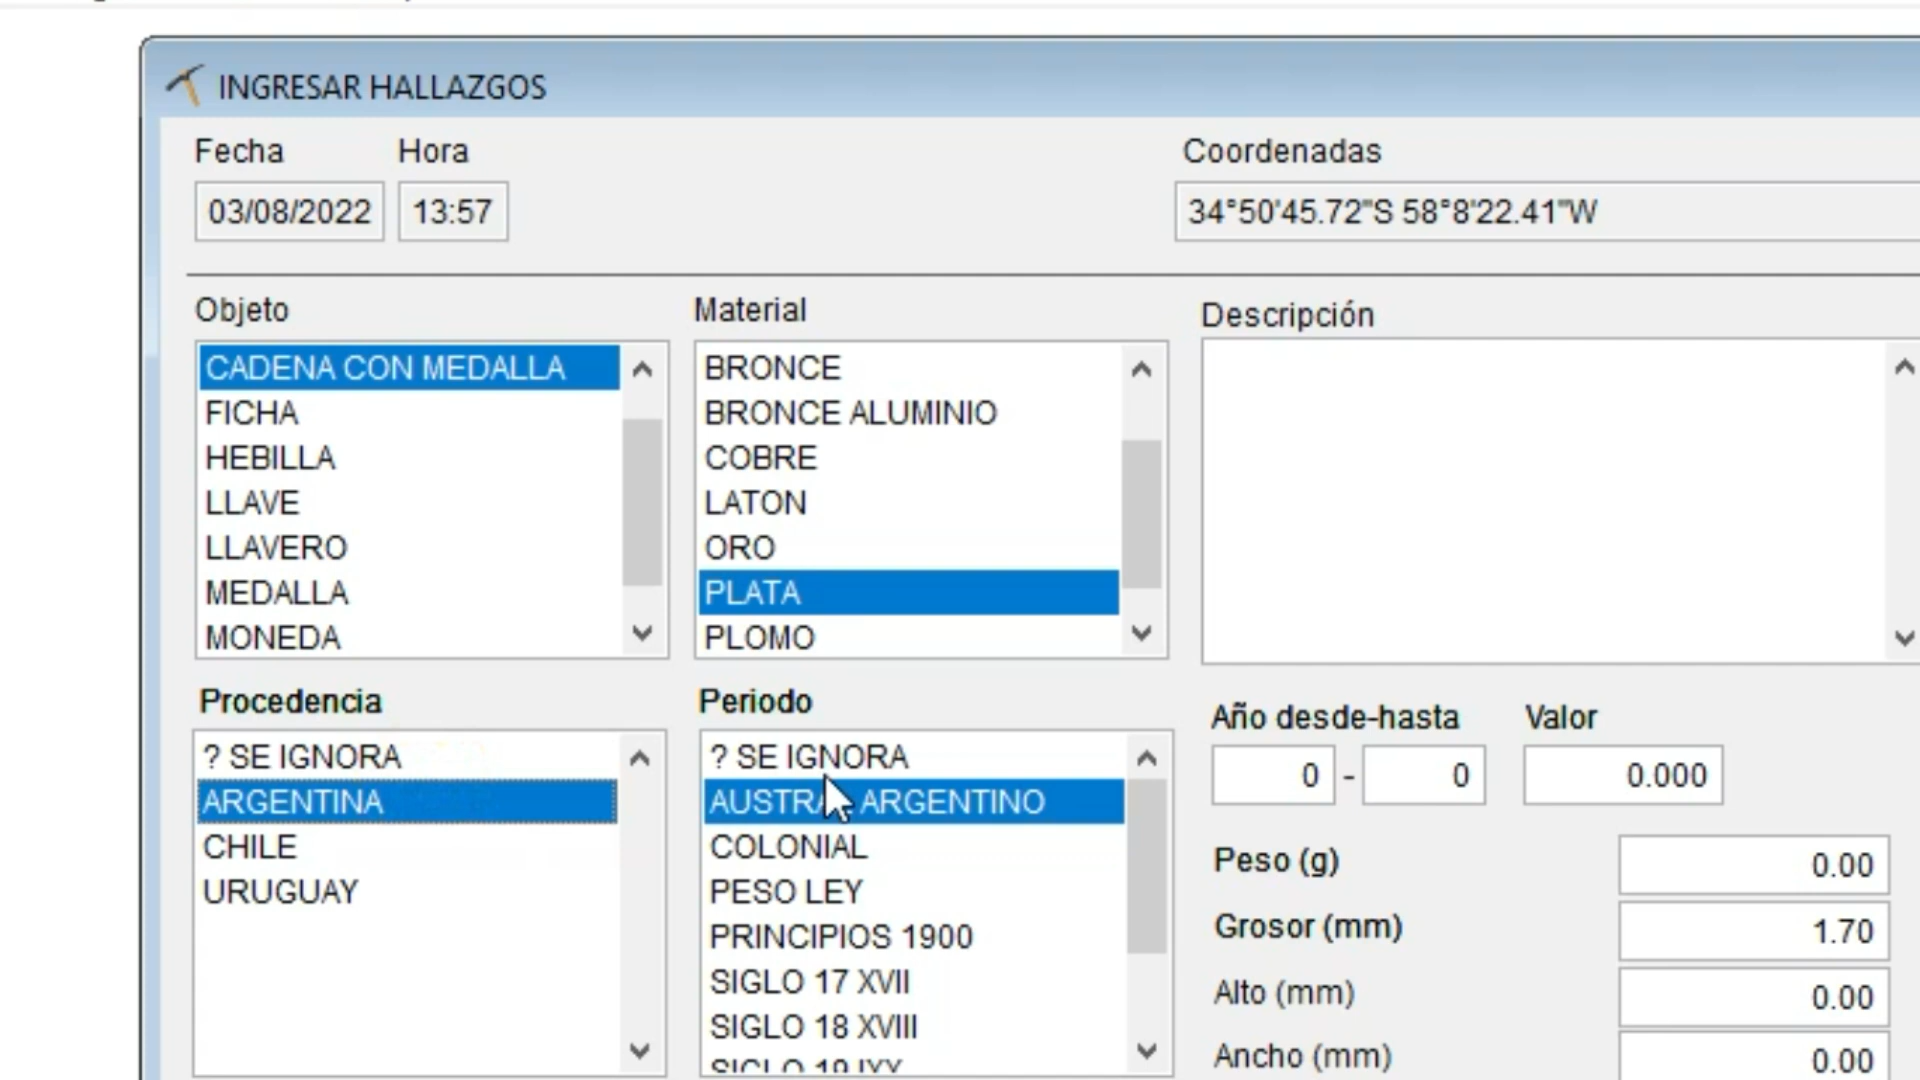 INGRESAR HALLAZGOS
Fecha
Hora
Coordenadas
03/08/2022
13:57
34°50'45.72"S 58°8'22.41"W
Objeto
Material
Descripción
CADENA CON MEDALLA
FICHA
HEBILLA
LLAVE
LLAVERO
MEDALLA
MONEDA
BRONCE
BRONCE ALUMINIO
COBRE
LATON
ORO
PLATA
PLOMO
Procedencia
Periodo
Año desde-hasta
Valor
? SE IGNORA
ARGENTINA
CHILE
URUGUAY
? SE IGNORA
AUSTRAL ARGENTINO
COLONIAL
PESO LEY
PRINCIPIOS 1900
SIGLO 17 XVII
SIGLO 18 XVIII
SIGLO 19 IXX
0 - 0
0.000
Peso (g)
0.00
Grosor (mm)
1.70
Alto (mm)
0.00
Ancho (mm)
0.00